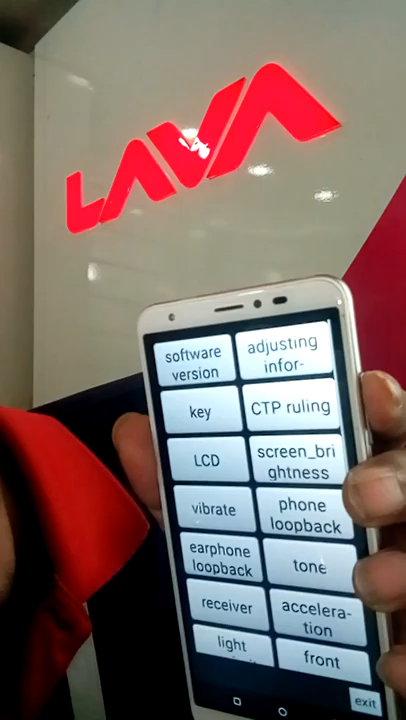 LAVA
software
version
adjusting
infor-
key
CTP ruling
LCD
screen_bri
ghtness
vibrate
phone
loopback
earphone
loopback
tone
receiver
accelera-
tion
light
front
exit